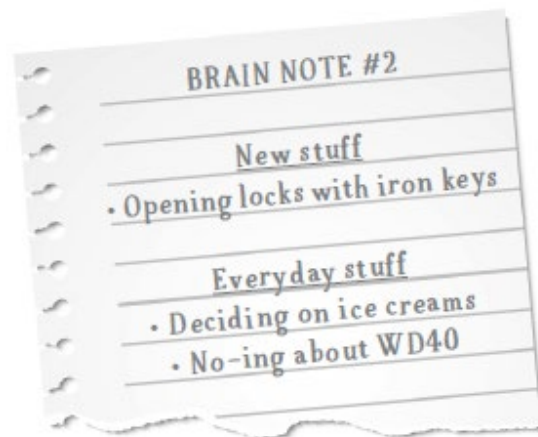 BRAIN NOTE #2
New stuff
• Opening locks with iron keys
Everyday stuff
• Deciding on ice creams
• No-ing about WD40